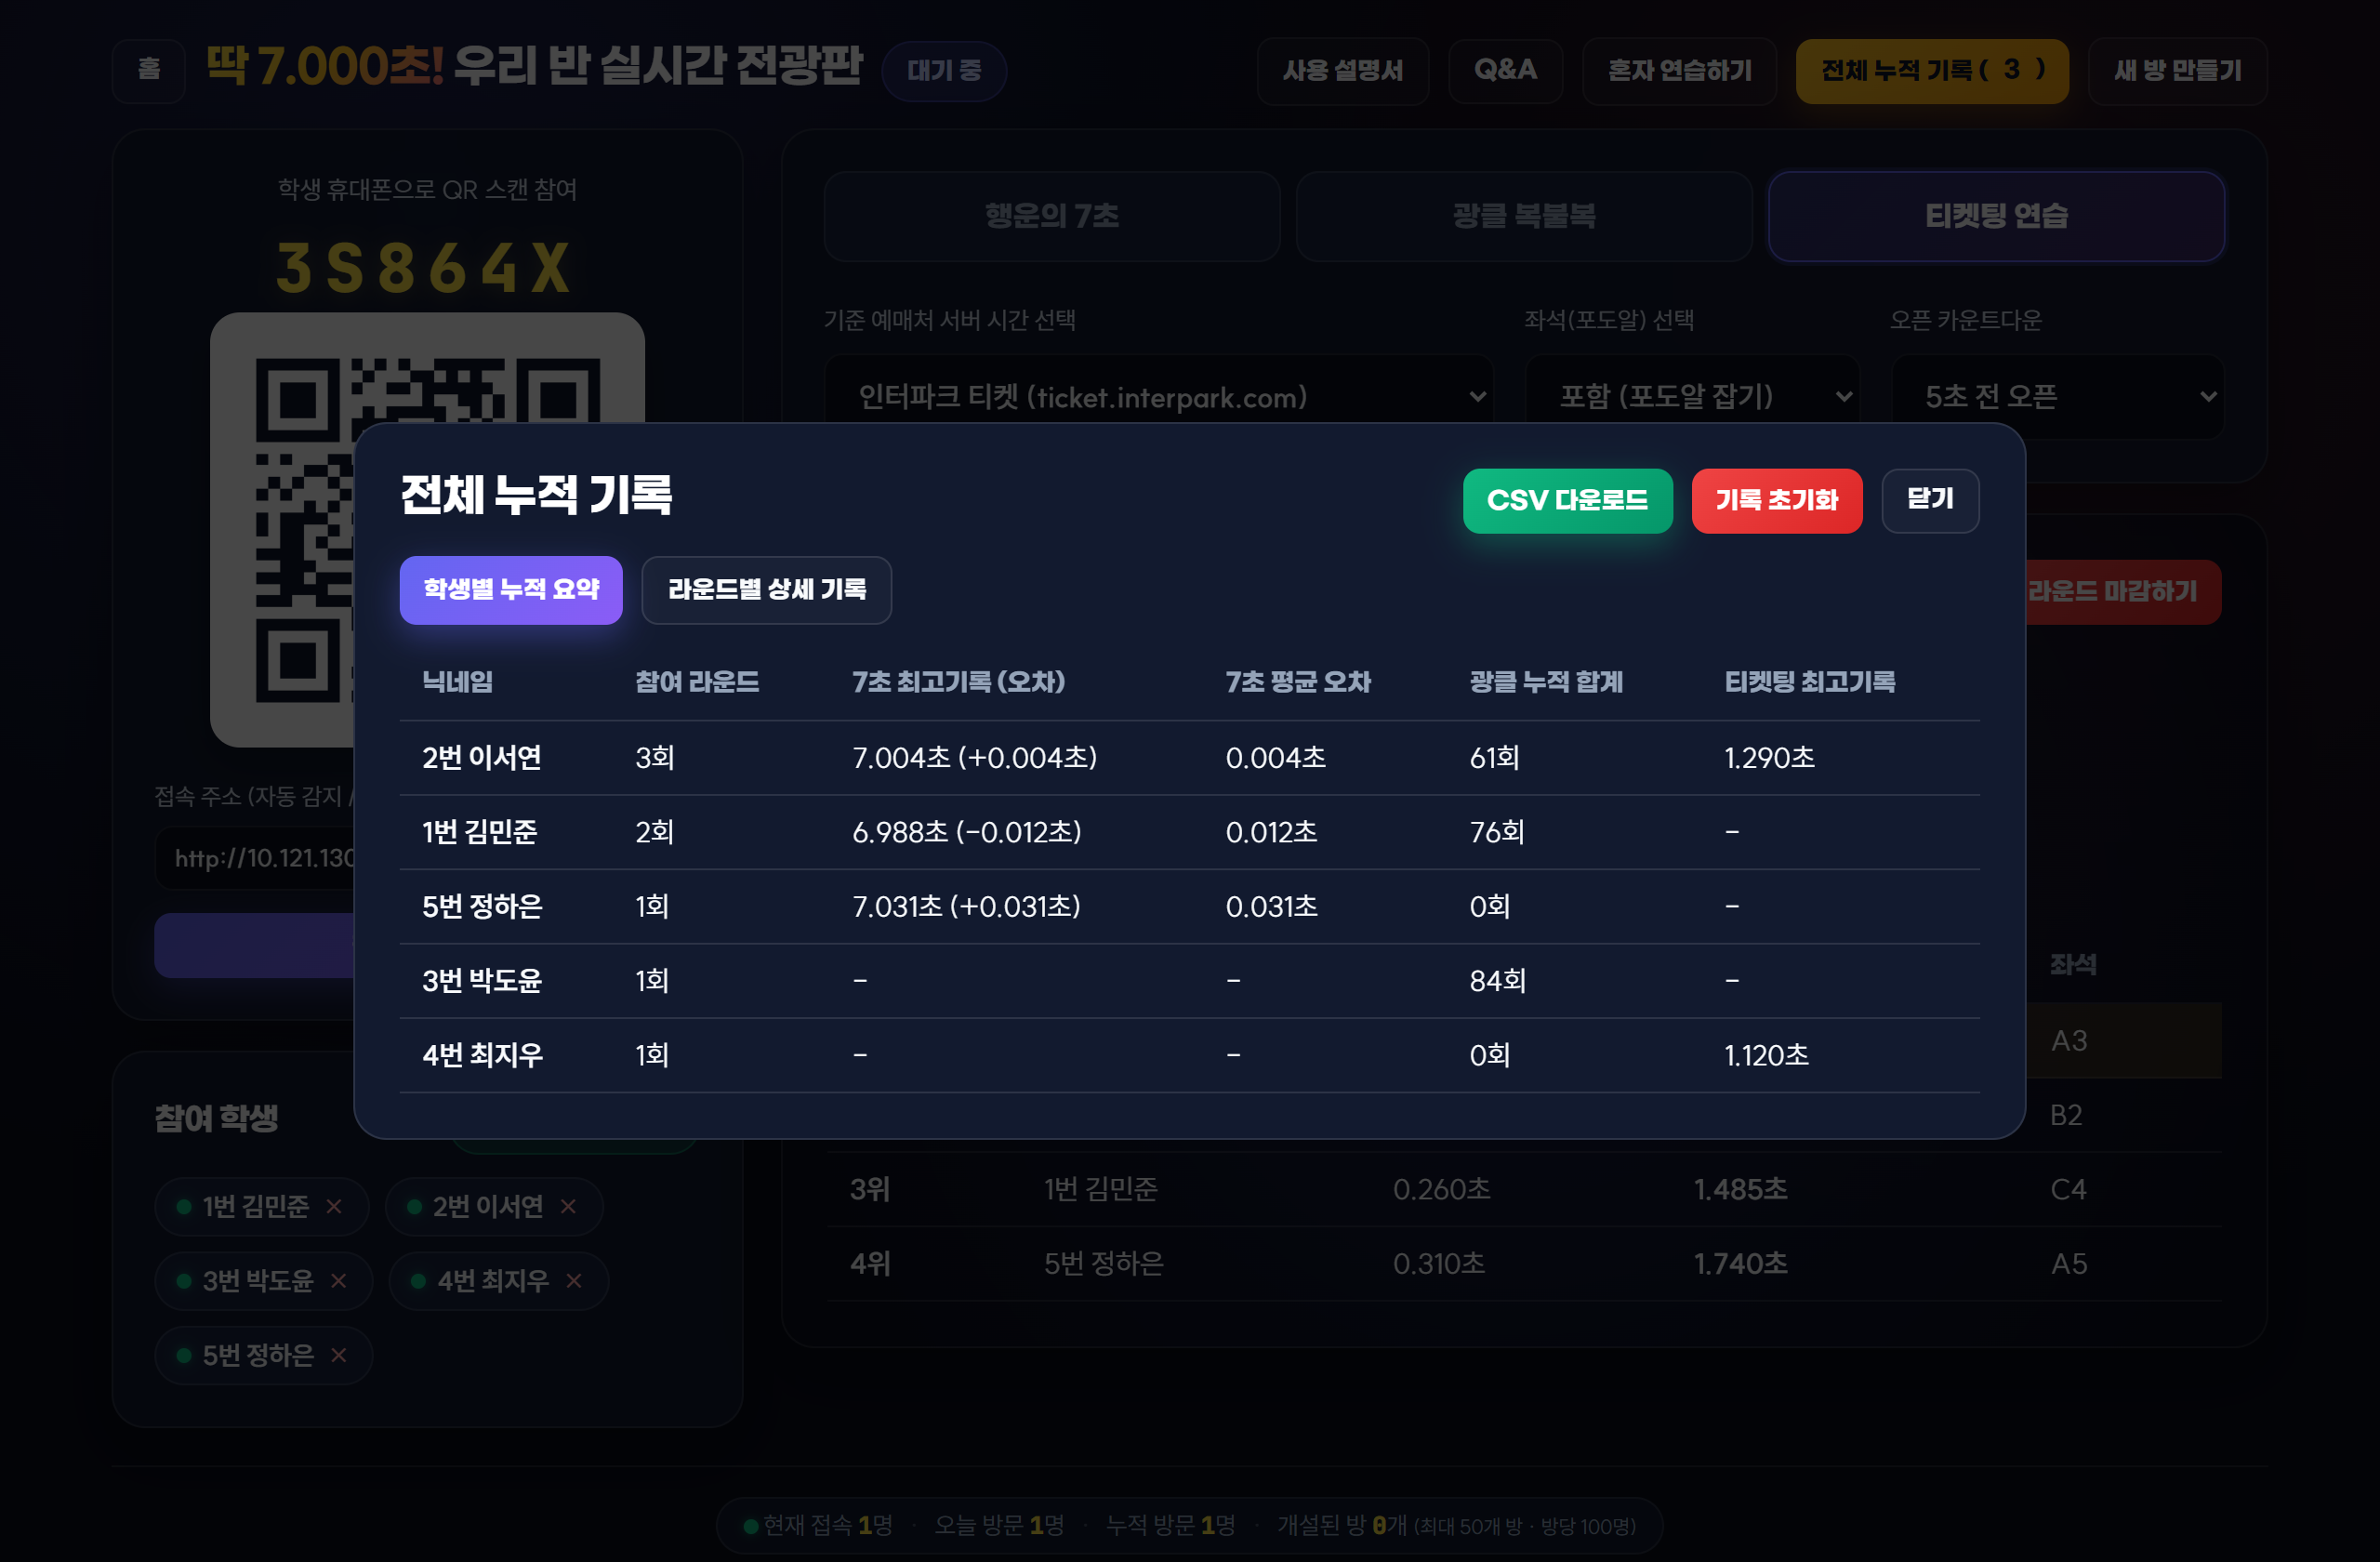 홈
딱 7.000초! 우리 반 실시간 전광판
대기 중
사용 설명서
Q&A
혼자 연습하기
전체 누적 기록 ( 3 )
새 방 만들기
학생 휴대폰으로 QR 스캔 참여
3S864X
행운의 7초
광클 복불복
티켓팅 연습
기준 예매처 서버 시간 선택
좌석(포도알) 선택
오픈 카운트다운
인터파크 티켓 (ticket.interpark.com)
포함 (포도알 잡기)
5초 전 오픈
전체 누적 기록
CSV 다운로드
기록 초기화
닫기
학생별 누적 요약
라운드별 상세 기록
라운드 마감하기
닉네임 참여 라운드 7초 최고기록 (오차) 7초 평균 오차 광클 누적 합계 티켓팅 최고기록
2번 이서연 3회 7.004초 (+0.004초) 0.004초 61회 1.290초
1번 김민준 2회 6.988초 (-0.012초) 0.012초 76회 -
5번 정하은 1회 7.031초 (+0.031초) 0.031초 0회 -
3번 박도윤 1회 - - 84회 -
4번 최지우 1회 - - 0회 1.120초
접속 주소 (자동 감지 /
http://10.121.130
좌석
A3
B2
3위 1번 김민준 0.260초 1.485초 C4
4위 5번 정하은 0.310초 1.740초 A5
참여 학생
1번 김민준 ×
2번 이서연 ×
3번 박도윤 ×
4번 최지우 ×
5번 정하은 ×
현재 접속 1명 · 오늘 방문 1명 · 누적 방문 1명 · 개설된 방 0개 (최대 50개 방 · 방당 100명)